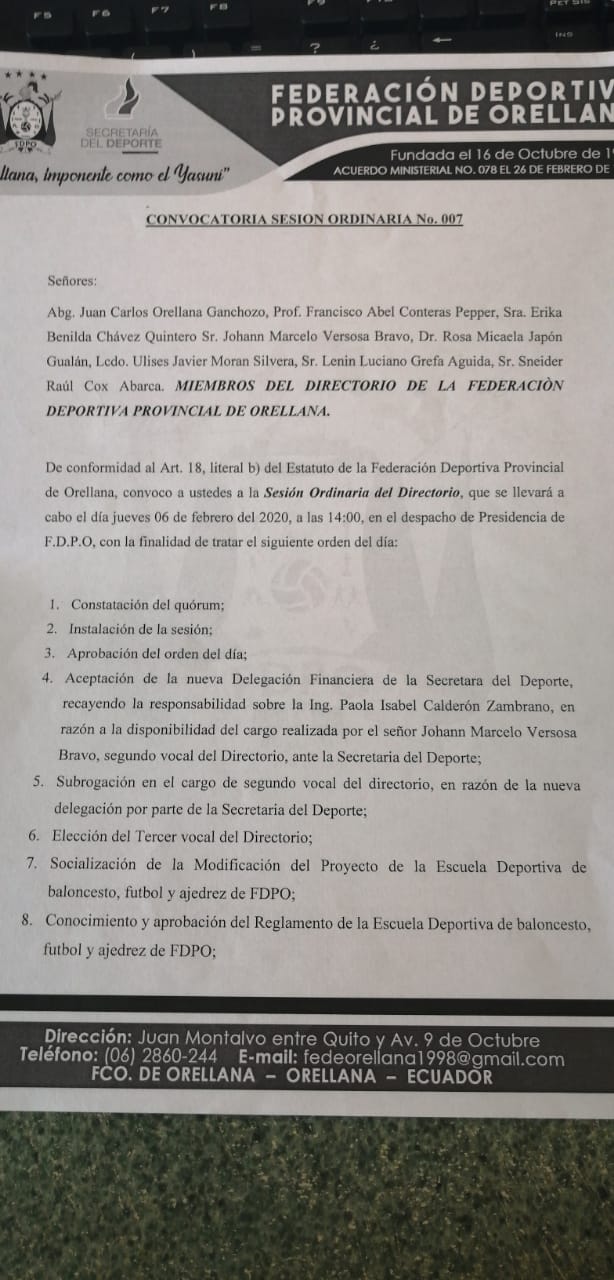 F5 F6 F7 F8
INS
= ? ¿ ←
FDPO
SECRETARÍA
DEL DEPORTE
llana, Imponente como el Yasuní"
FEDERACIÓN DEPORTIV
PROVINCIAL DE ORELLAN
Fundada el 16 de Octubre de 1
ACUERDO MINISTERIAL NO. 078 EL 26 DE FEBRERO DE
CONVOCATORIA SESION ORDINARIA No. 007
Señores:
Abg. Juan Carlos Orellana Ganchozo, Prof. Francisco Abel Conteras Pepper, Sra. Erika
Benilda Chávez Quintero Sr. Johann Marcelo Versosa Bravo, Dr. Rosa Micaela Japón
Gualán, Lcdo. Ulises Javier Moran Silvera, Sr. Lenin Luciano Grefa Aguida, Sr. Sneider
Raúl Cox Abarca. MIEMBROS DEL DIRECTORIO DE LA FEDERACIÒN
DEPORTIVA PROVINCIAL DE ORELLANA.
De conformidad al Art. 18, literal b) del Estatuto de la Federación Deportiva Provincial
de Orellana, convoco a ustedes a la Sesión Ordinaria del Directorio, que se llevará a
cabo el día jueves 06 de febrero del 2020, a las 14:00, en el despacho de Presidencia de
F.D.P.O, con la finalidad de tratar el siguiente orden del día:
1. Constatación del quórum;
2. Instalación de la sesión;
3. Aprobación del orden del día;
4. Aceptación de la nueva Delegación Financiera de la Secretara del Deporte,
recayendo la responsabilidad sobre la Ing. Paola Isabel Calderón Zambrano, en
razón a la disponibilidad del cargo realizada por el señor Johann Marcelo Versosa
Bravo, segundo vocal del Directorio, ante la Secretaria del Deporte;
5. Subrogación en el cargo de segundo vocal del directorio, en razón de la nueva
delegación por parte de la Secretaria del Deporte;
6. Elección del Tercer vocal del Directorio;
7. Socialización de la Modificación del Proyecto de la Escuela Deportiva de
baloncesto, futbol y ajedrez de FDPO;
8. Conocimiento y aprobación del Reglamento de la Escuela Deportiva de baloncesto,
futbol y ajedrez de FDPO;
Dirección: Juan Montalvo entre Quito y Av. 9 de Octubre
Teléfono: (06) 2860-244 E-mail: fedeorellana1998@gmail.com
FCO. DE ORELLANA – ORELLANA – ECUADOR